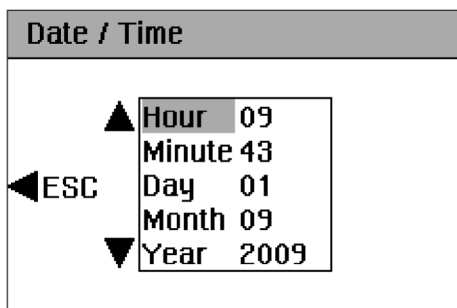 Date / Time
Hour 09
Minute 43
ESC
Day 01
Month 09
Year 2009